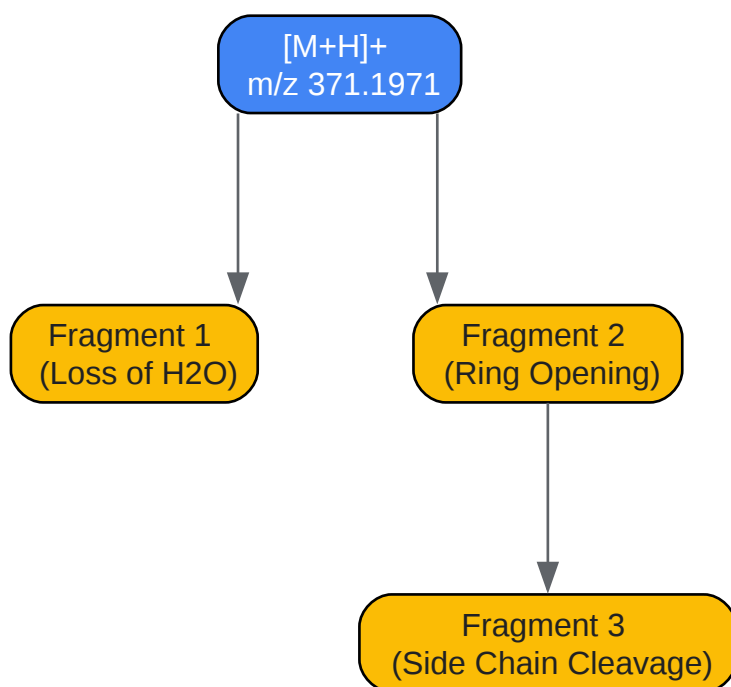 [M+H]+
m/z 371.1971
Fragment 1
(Loss of H2O)
Fragment 2
(Ring Opening)
Fragment 3
(Side Chain Cleavage)